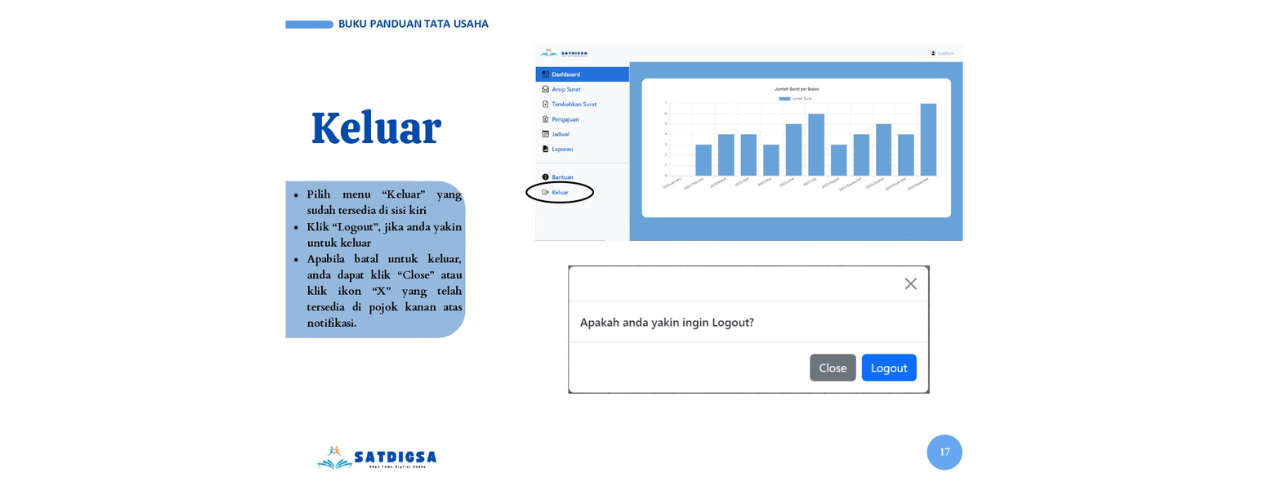 BUKU PANDUAN TATA USAHA
Keluar
• Pilih menu “Keluar” yang
sudah tersedia di sisi kiri
• Klik “Logout”, jika anda yakin
untuk keluar
• Apabila batal untuk keluar,
anda dapat klik “Close” atau
klik ikon “X” yang telah
tersedia di pojok kanan atas
notifikasi.
SATDIGSA
Dashboard
Arsip Surat
Tambahkan Surat
Pengajuan
Jadwal
Laporan
Bantuan
Keluar
Jumlah Surat per Bulan
Jumlah Surat
Apakah anda yakin ingin Logout?
Close
Logout
SATDIGSA
17